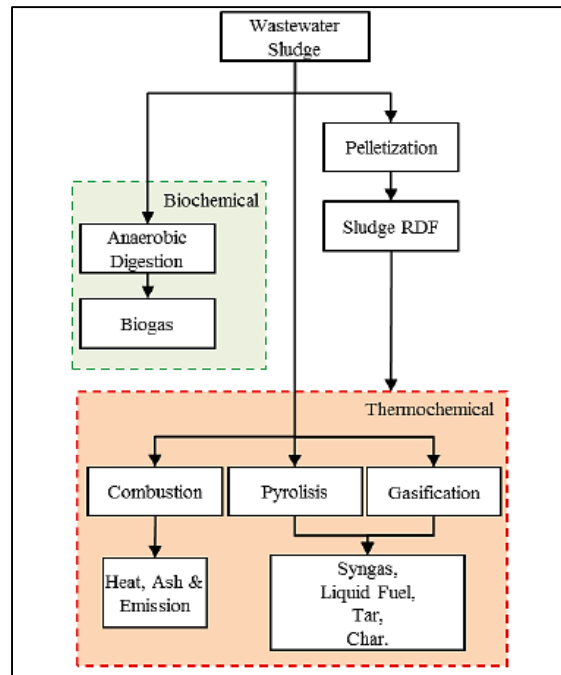 Wastewater
Sludge
Pelletization
Biochemical
Anaerobic
Digestion
Sludge RDF
Biogas
Thermochemical
Combustion
Pyrolisis
Gasification
Heat, Ash &
Emission
Syngas,
Liquid Fuel,
Tar,
Char.